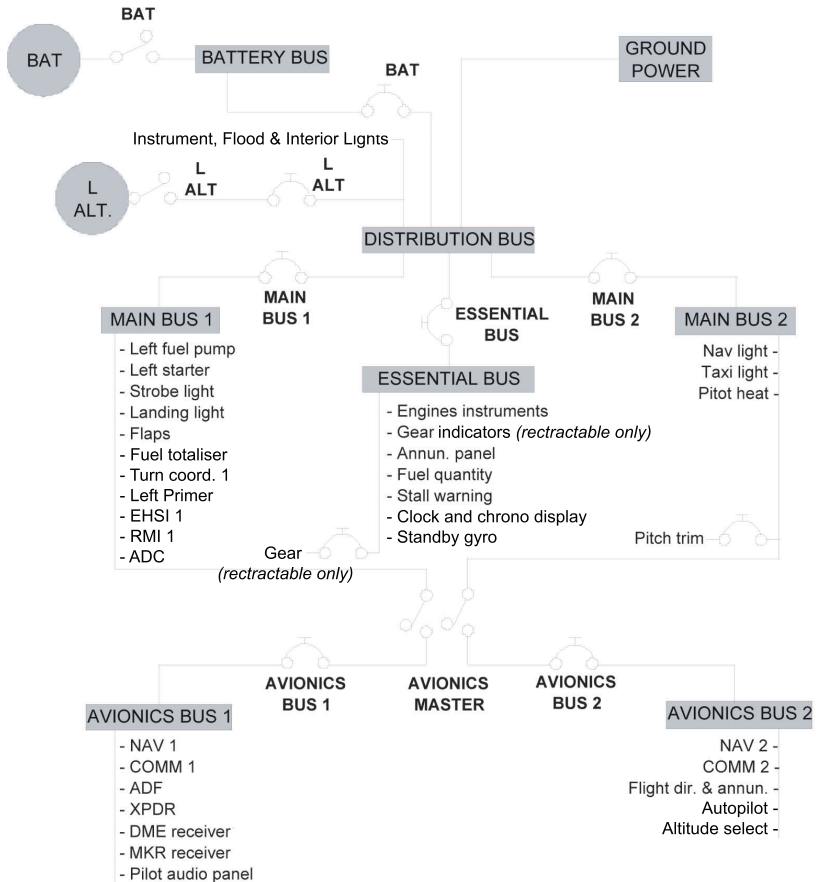 BAT
BAT
BATTERY BUS
GROUND
POWER
BAT
Instrument, Flood & Interior Lignts
L
ALT.
L
ALT
L
ALT
DISTRIBUTION BUS
MAIN
BUS 1
ESSENTIAL
BUS
MAIN
BUS 2
MAIN BUS 1
- Left fuel pump
- Left starter
- Strobe light
- Landing light
- Flaps
- Fuel totaliser
- Turn coord. 1
- Left Primer
- EHSI 1
- RMI 1
- ADC
ESSENTIAL BUS
- Engines instruments
- Gear indicators (rectractable only)
- Annun. panel
- Fuel quantity
- Stall warning
- Clock and chrono display
- Standby gyro
Gear
(rectractable only)
MAIN BUS 2
Nav light -
Taxi light -
Pitot heat -
Pitch trim
AVIONICS
BUS 1
AVIONICS
MASTER
AVIONICS
BUS 2
AVIONICS BUS 1
- NAV 1
- COMM 1
- ADF
- XPDR
- DME receiver
- MKR receiver
- Pilot audio panel
AVIONICS BUS 2
NAV 2 -
COMM 2 -
Flight dir. & annun. -
Autopilot -
Altitude select -